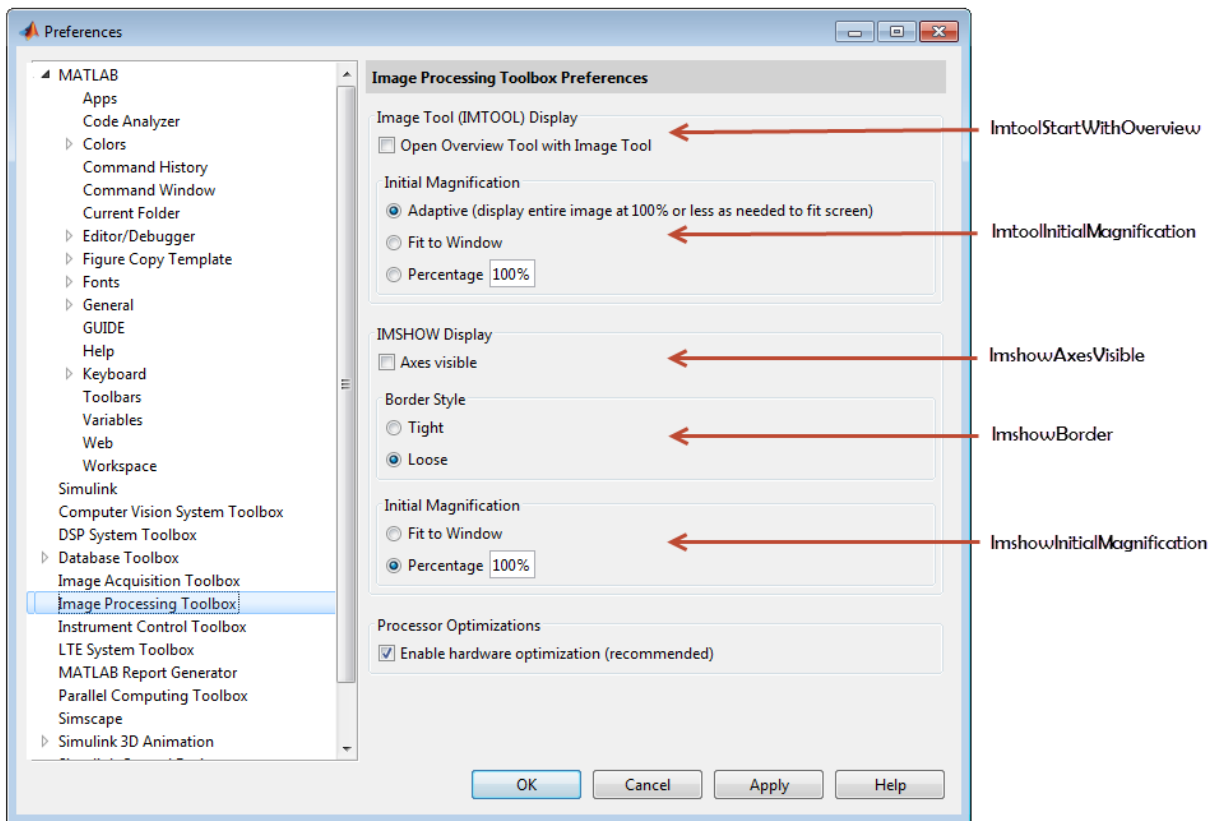 Preferences
MATLAB
Apps
Code Analyzer
Colors
Command History
Command Window
Current Folder
Editor/Debugger
Figure Copy Template
Fonts
General
GUIDE
Help
Keyboard
Toolbars
Variables
Web
Workspace
Simulink
Computer Vision System Toolbox
DSP System Toolbox
Database Toolbox
Image Acquisition Toolbox
Image Processing Toolbox
Instrument Control Toolbox
LTE System Toolbox
MATLAB Report Generator
Parallel Computing Toolbox
Simscape
Simulink 3D Animation
Image Processing Toolbox Preferences
Image Tool (IMTOOL) Display
Open Overview Tool with Image Tool
Initial Magnification
Adaptive (display entire image at 100% or less as needed to fit screen)
Fit to Window
Percentage 100%
IMSHOW Display
Axes visible
Border Style
Tight
Loose
Initial Magnification
Fit to Window
Percentage 100%
Processor Optimizations
Enable hardware optimization (recommended)
OK Cancel Apply Help
ImtoolStartWithOverview
ImtoolInitialMagnification
ImshowAxesVisible
ImshowBorder
ImshowInitialMagnification